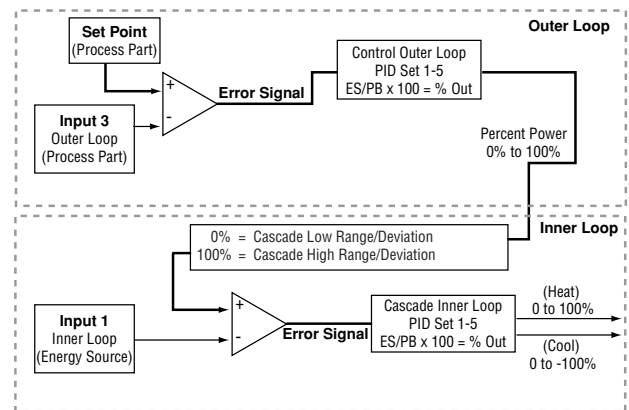 Outer Loop
Set Point
(Process Part)
+
-
Error Signal
Control Outer Loop
PID Set 1-5
ES/PB x 100 = % Out
Input 3
Outer Loop
(Process Part)
Percent Power
0% to 100%
Inner Loop
0% = Cascade Low Range/Deviation
100% = Cascade High Range/Deviation
+
-
Error Signal
Input 1
Inner Loop
(Energy Source)
Cascade Inner Loop
PID Set 1-5
ES/PB x 100 = % Out
(Heat)
0 to 100%
(Cool)
0 to -100%